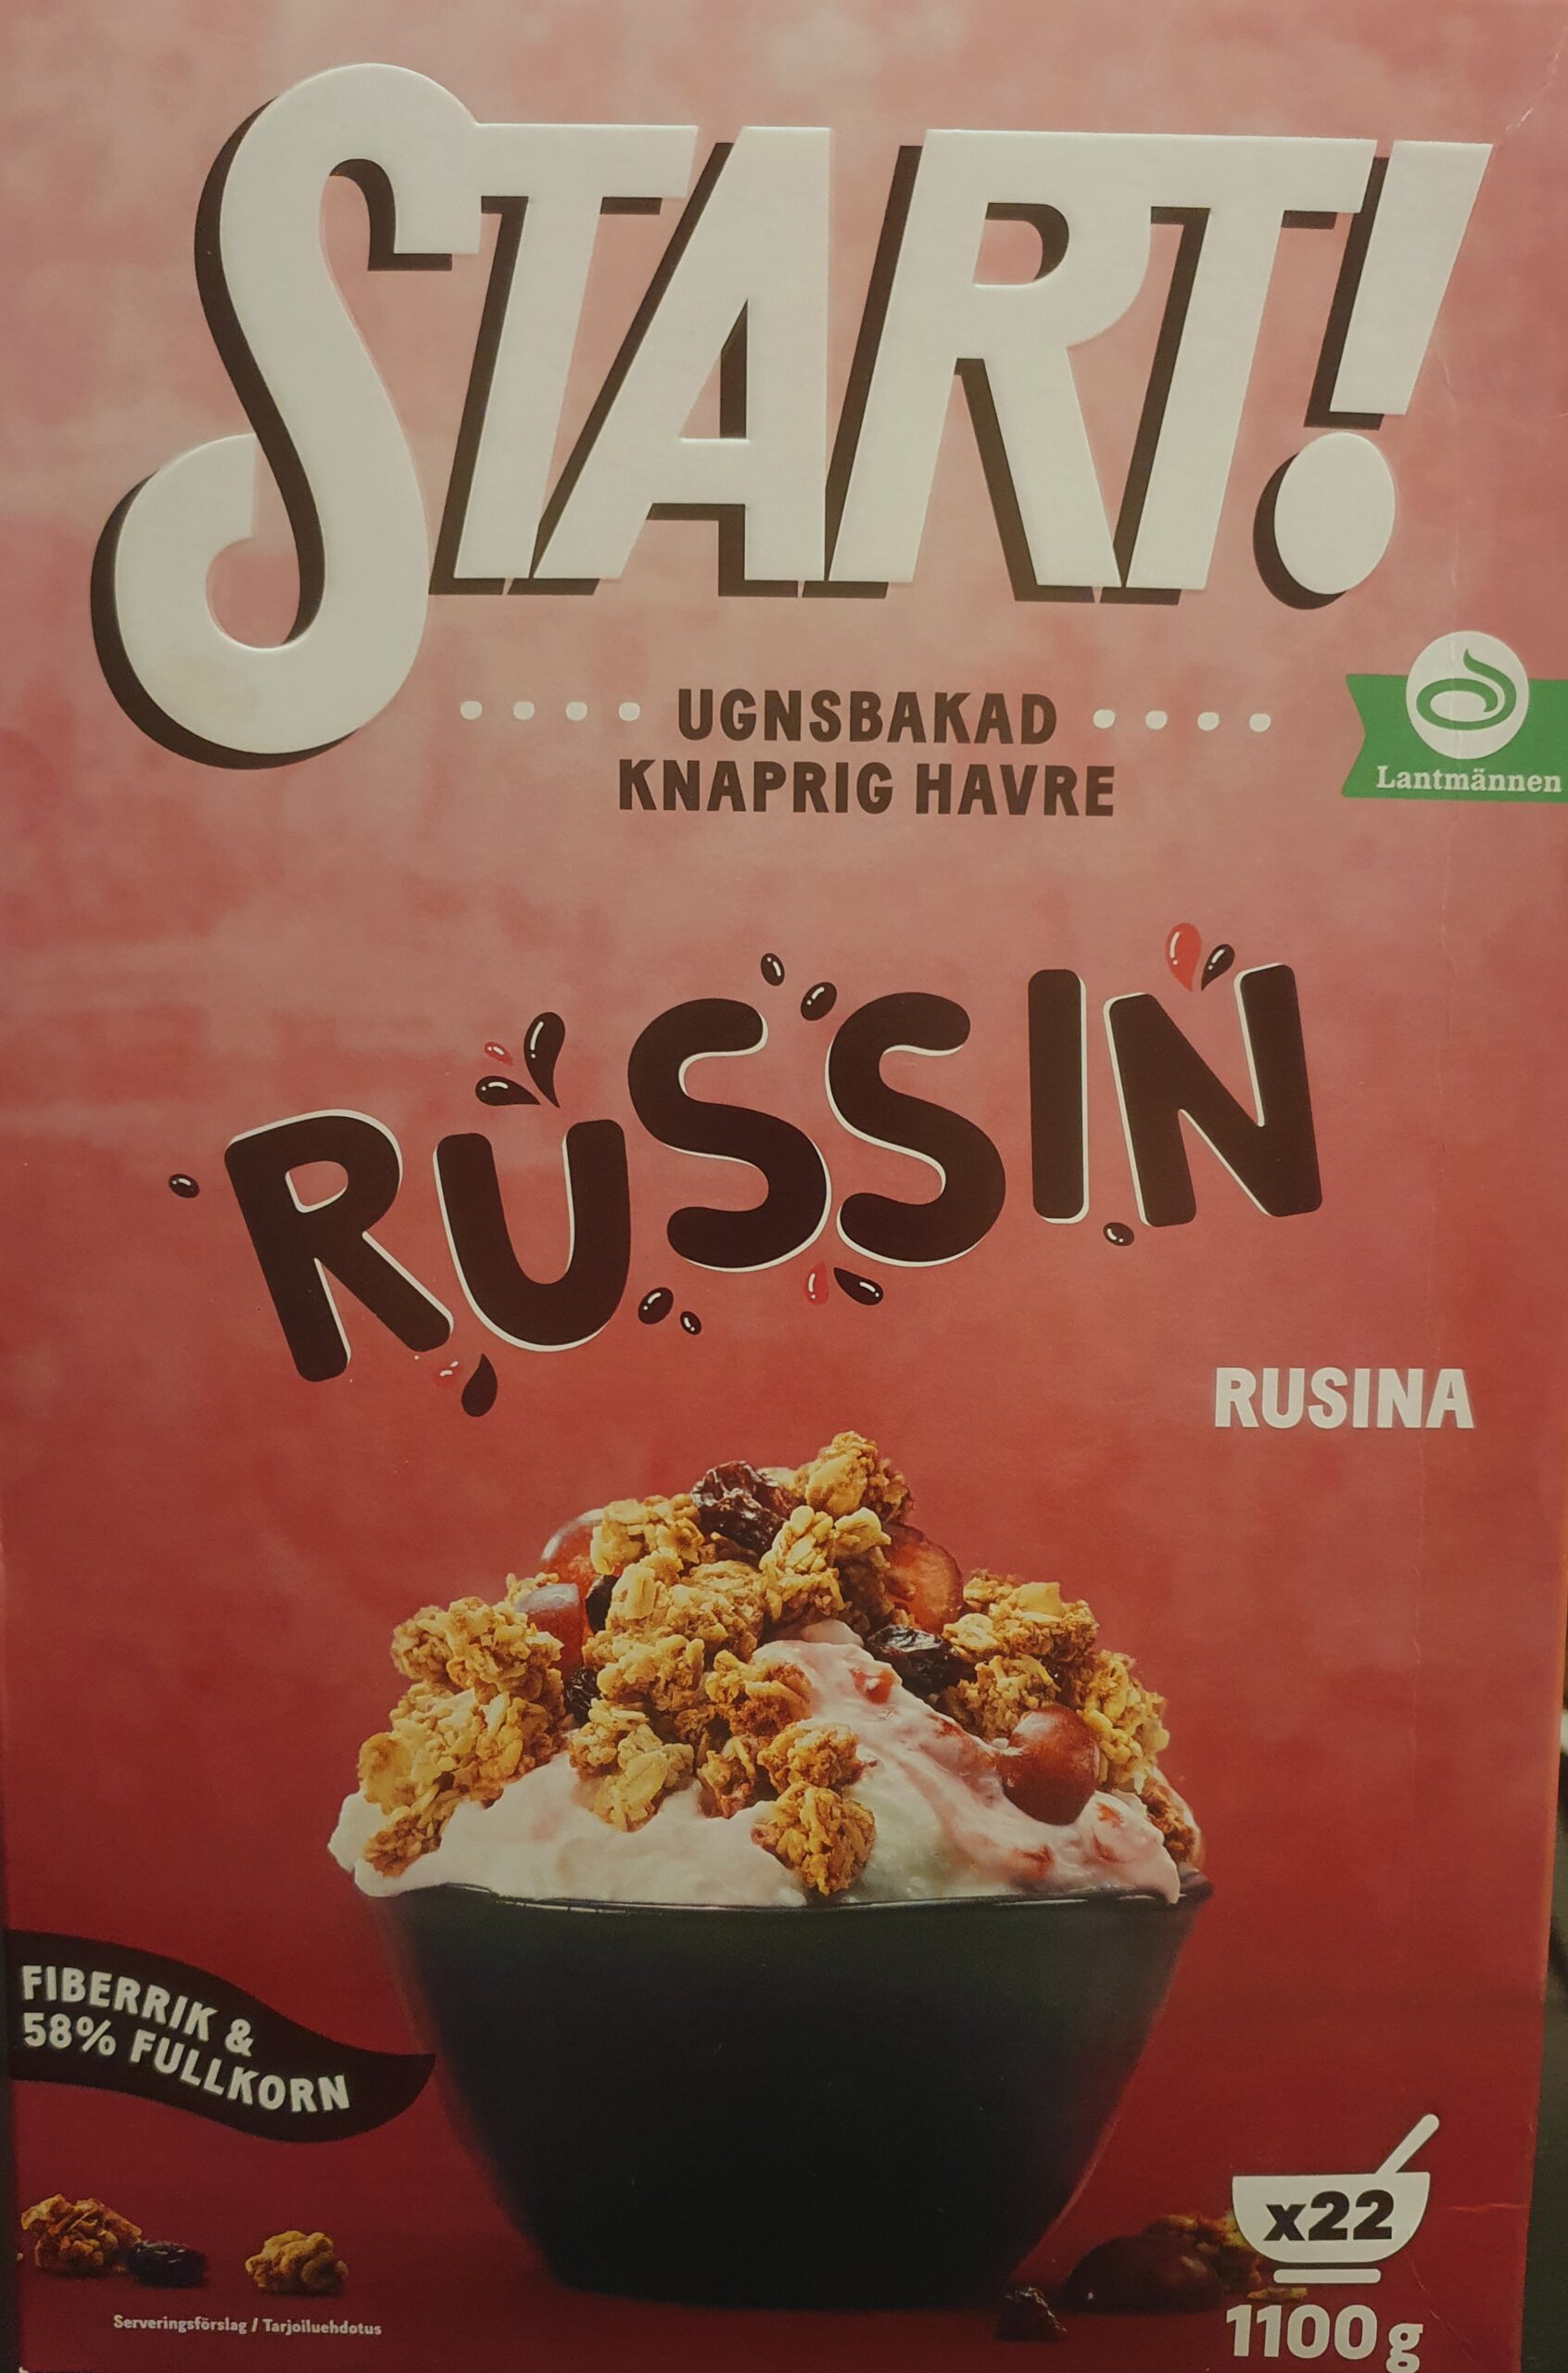 START!
UGNSBAKAD
KNAPRIG HAVRE
Lantmännen
RUSSIN
RUSINA
FIBERRIK &
58% FULLKORN
x22
1100g
Serveringsförslag / Tarjoiluehdotus